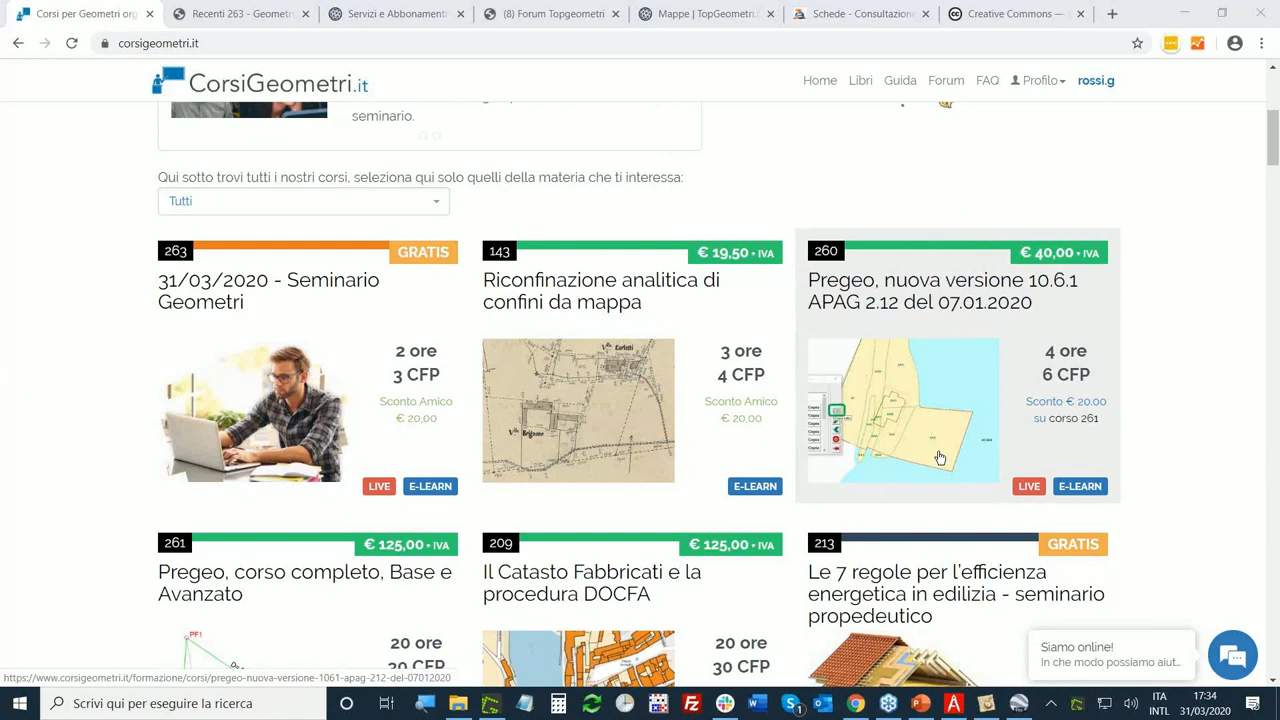 Corsi per Geometri org
Recenti 263 - Geometr
Servizi e Abbonamenti
(8) Forum Topgeometri
Mappe | TopGeometri.
Schede - Consultazion
Creative Commons —
corsigeometri.it
CorsiGeometri.it
Home
Libri
Guida
Forum
FAQ
Profilo
rossi.g
seminario.
Qui sotto trovi tutti i nostri corsi, seleziona qui solo quelli della materia che ti interessa:
Tutti
263
GRATIS
31/03/2020 - Seminario
Geometri
2 ore
3 CFP
Sconto Amico
€ 20,00
LIVE
E-LEARN
143
€ 19,50 + IVA
Riconfinazione analitica di
confini da mappa
3 ore
4 CFP
Sconto Amico
€ 20,00
E-LEARN
260
€ 40,00 + IVA
Pregeo, nuova versione 10.6.1
APAG 2.12 del 07.01.2020
4 ore
6 CFP
Sconto € 20.00
su corso 261
LIVE
E-LEARN
261
€ 125,00 + IVA
Pregeo, corso completo, Base e
Avanzato
PF1
20 ore
30 CFP
209
€ 125,00 + IVA
Il Catasto Fabbricati e la
procedura DOCFA
20 ore
30 CFP
213
GRATIS
Le 7 regole per l'efficienza
energetica in edilizia - seminario
propedeutico
Siamo online!
In che modo possiamo aiut...
https://www.corsigeometri.it/formazione/corsi/pregeo-nuova-versione-1061-apag-212-del-07012020
Scrivi qui per eseguire la ricerca
ITA
INTL
17:34
31/03/2020